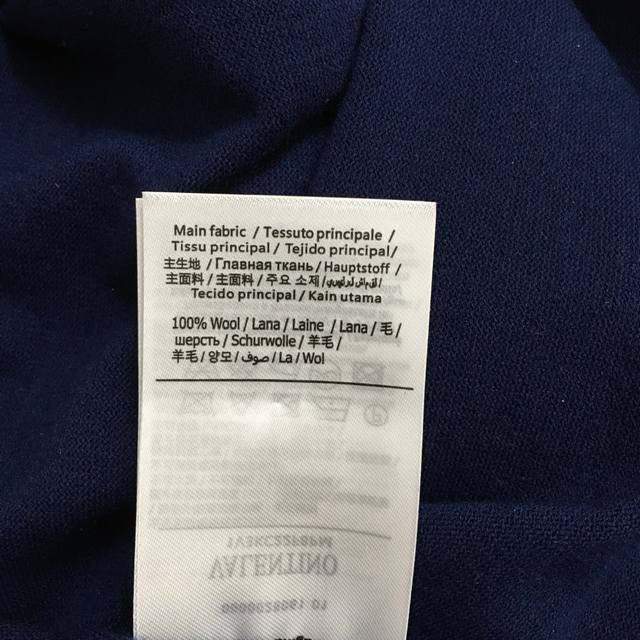 Main fabric / Tessuto principale /
Tissu principal / Tejido principal /
主生地 / Главная ткань / Hauptstoff /
主面料 / 主面料 / 주요 소제 /
Tecido principal / Kain utama
100% Wool / Lana / Laine / Lana / 毛 /
шерсть / Schurwolle / 羊毛 /
羊毛 / 양모 / صوف / La / Wol
1V3KC22P8PM
VALENTINO